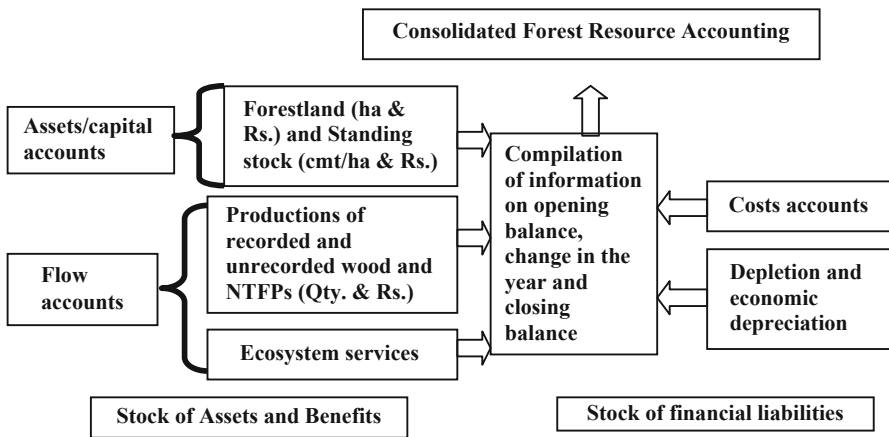 Consolidated Forest Resource Accounting
Assets/capital
accounts
Forestland (ha &
Rs.) and Standing
stock (cmt/ha & Rs.)
Flow
accounts
Productions of
recorded and
unrecorded wood and
NTFPs (Qty. & Rs.)
Ecosystem services
Compilation
of information
on opening
balance,
change in the
year and
closing
balance
Costs accounts
Depletion and
economic
depreciation
Stock of Assets and Benefits
Stock of financial liabilities